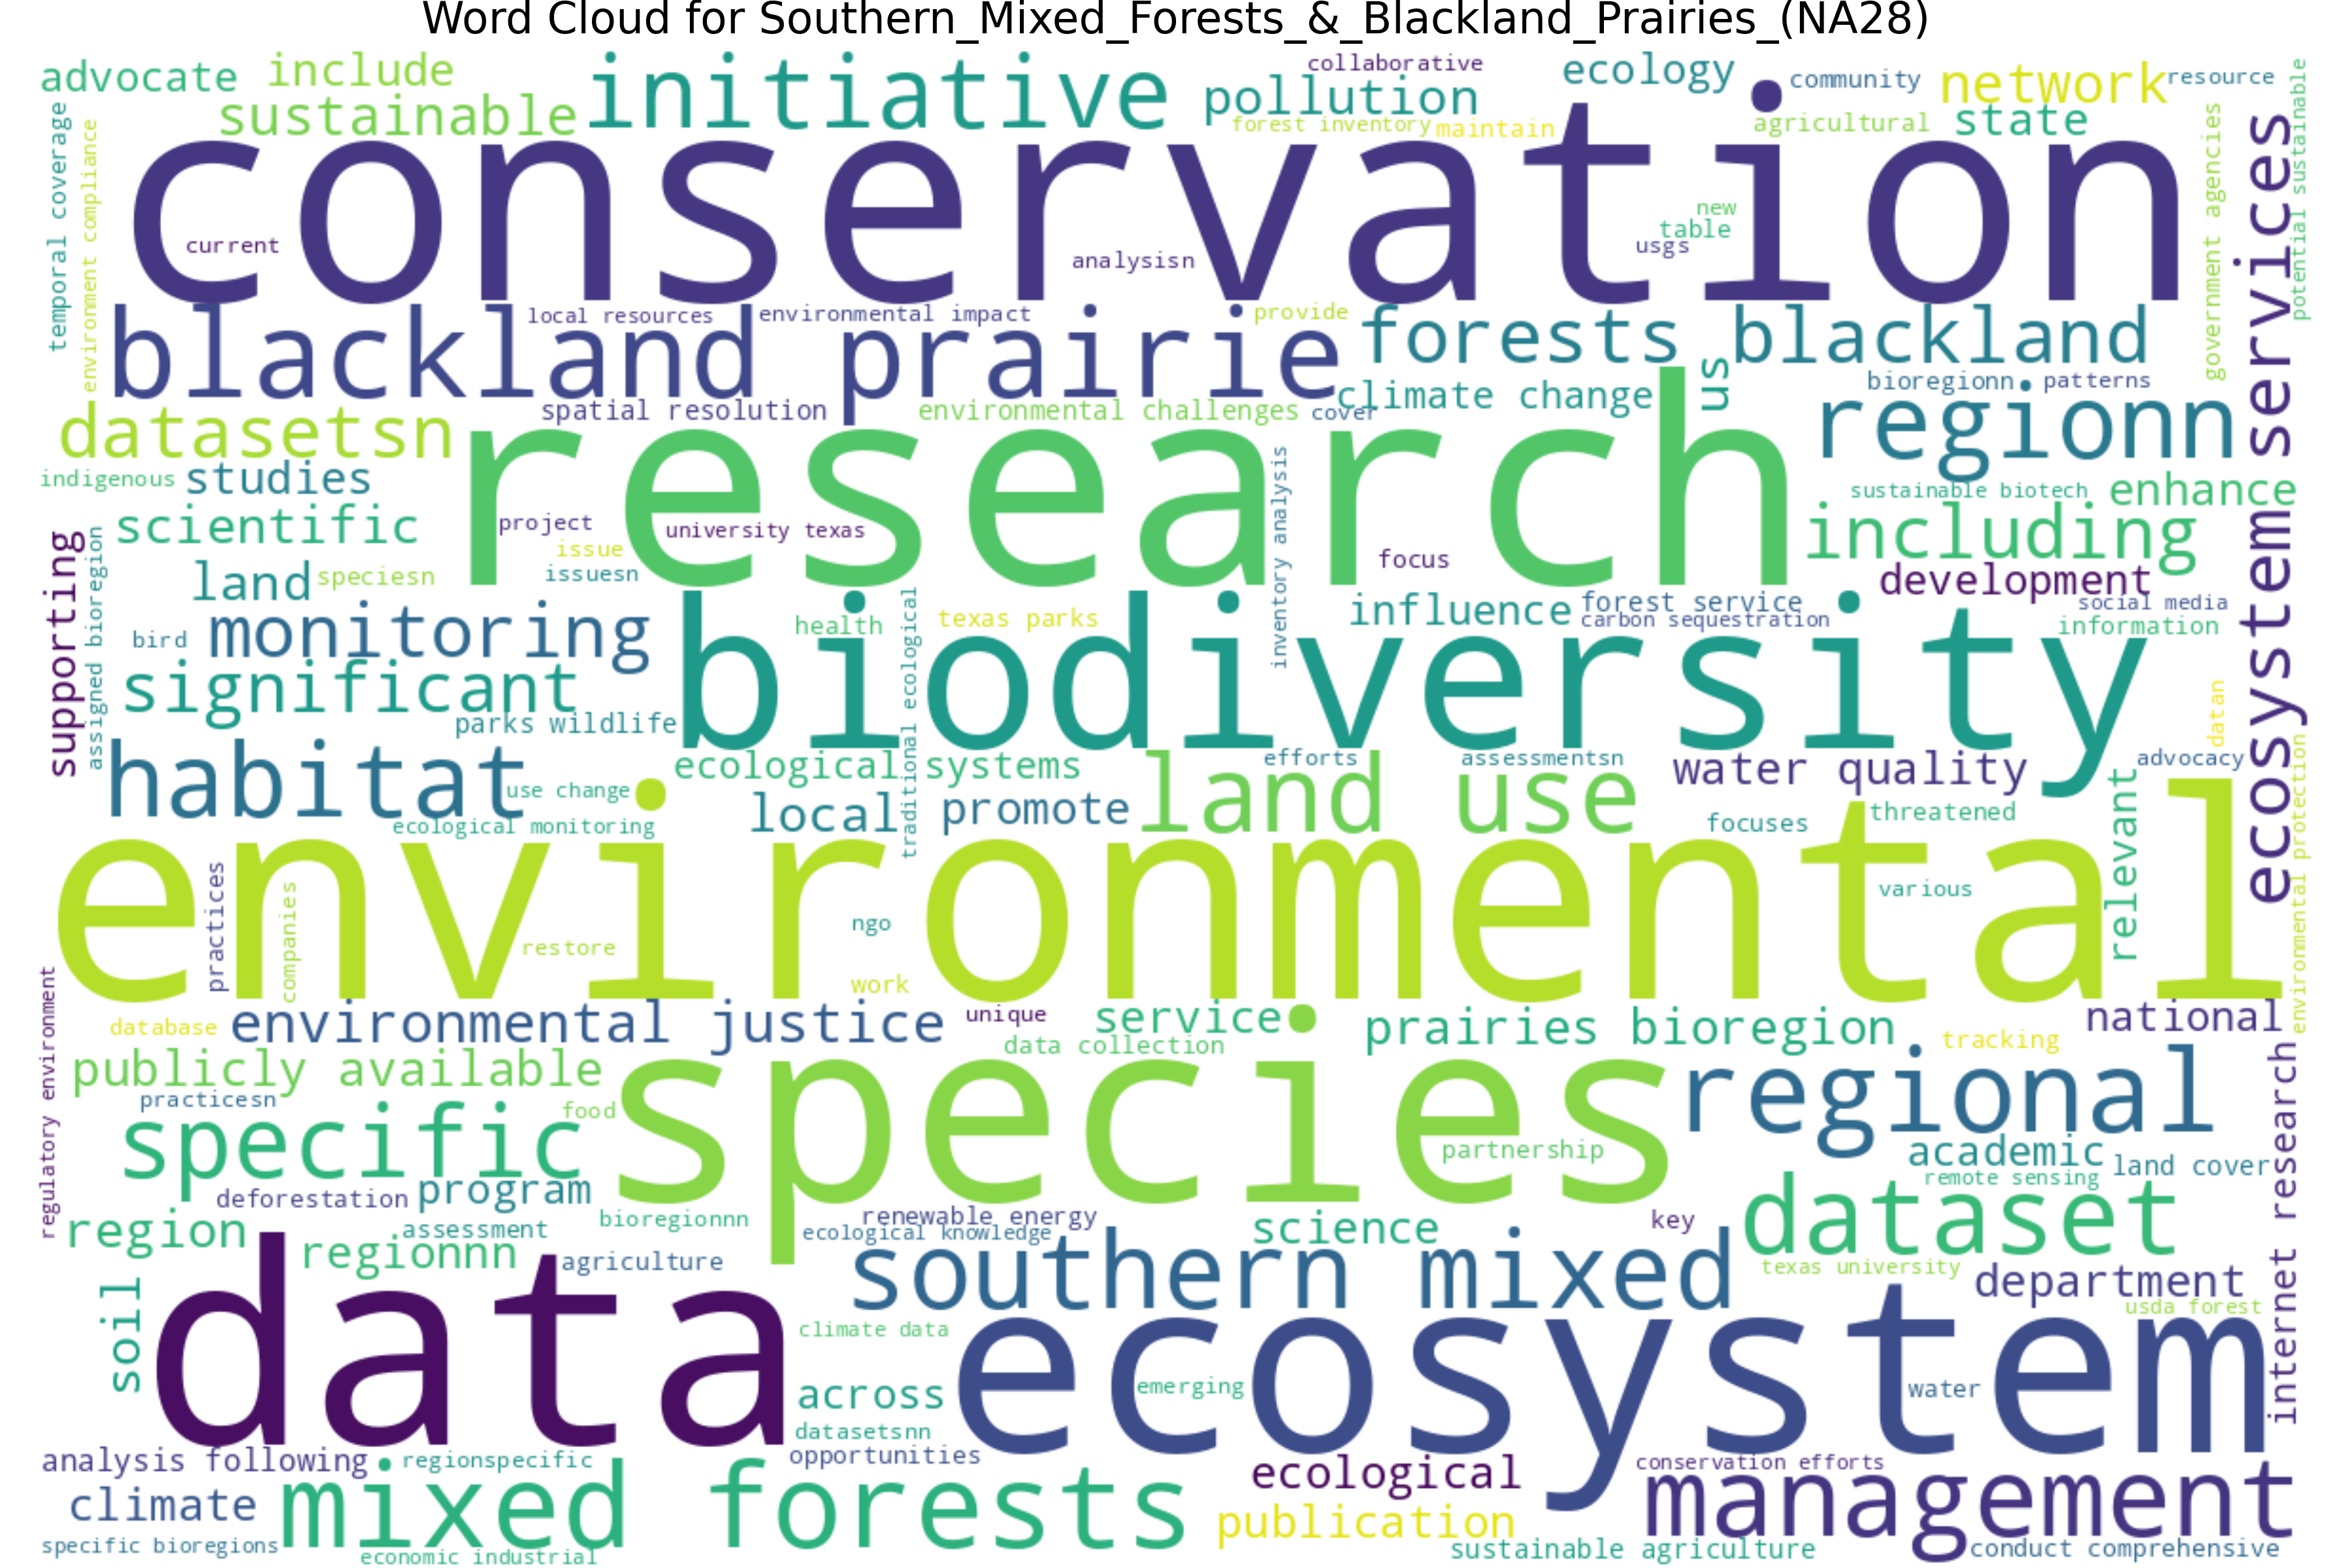 Word Cloud for Southern_Mixed_Forests_&_Blackland_Prairies_(NA28)
advocate
include
initiative
collaborative
ecology
community
network
resource
sustainable
pollution
forest inventory
maintain
agricultural
state
temporal coverage
environment compliance
conservation
government agencies
potential sustainable
ecosystem services
current
analysisn
new
table
usgs
blackland prairie
local resources
environmental impact
provide
forests
blackland
us
climate change
bioregionn
patterns
datasetsn
spatial resolution
environmental challenges
cover
regionn
research
indigenous
studies
inventory analysis
sustainable biotech
enhance
scientific
project
university texas
including
supporting
assigned bioregion
issue
issuesn
focus
land
speciesn
development
monitoring
bird
health
traditional ecological
texas parks
influence
forest service
carbon sequestration
social media
information
biodiversity
significant
parks wildlife
datan
habitat
use change
ecological systems
efforts
assessmentsn
water quality
advocacy
ecological monitoring
local
promote
land use
focuses
threatened
relevant
environmental protection
environmental
practices
companies
various
ngo
restore
work
regulatory environment
database
environmental justice
unique
service
prairies bioregion
tracking
national
data collection
publicly available
species
regional
internet research
practicesn
food
specific
partnership
academic
land cover
deforestation
program
remote sensing
region
assessment
bioregionnn
renewable energy
ecological knowledge
science
key
dataset
regionnn
agriculture
southern mixed
texas university
department
soil
data
usda forest
climate data
ecosystem
across
emerging
water
datasetsnn
analysis following
regionspecific
opportunities
ecological
conservation efforts
climate
mixed forests
publication
management
specific bioregions
economic industrial
sustainable agriculture
conduct comprehensive